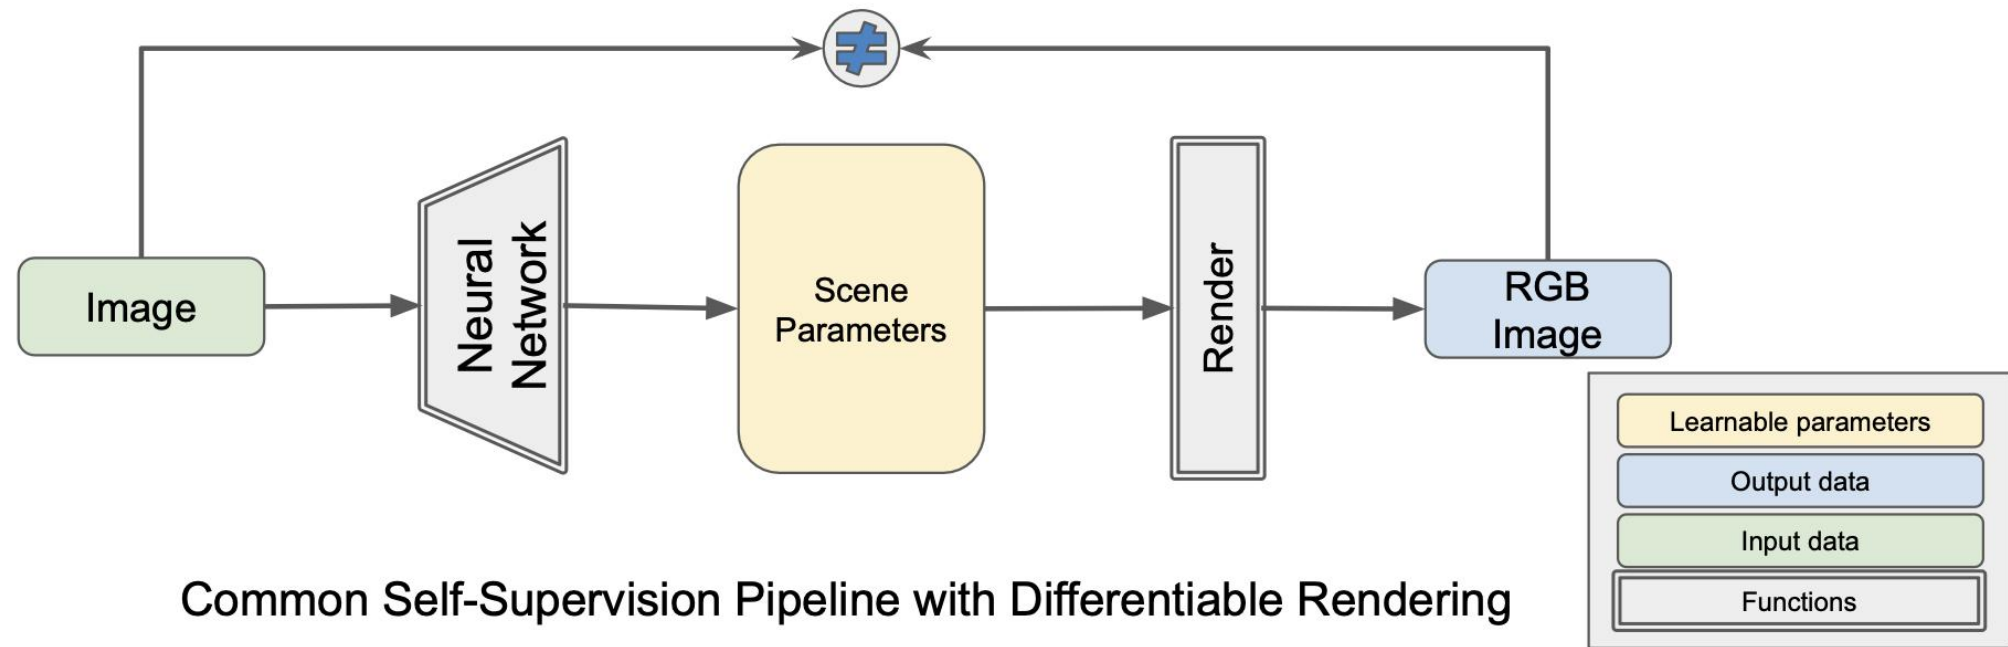 ≠
Image
Neural
Network
Scene
Parameters
Render
RGB
Image
Learnable parameters
Output data
Input data
Functions
Common Self-Supervision Pipeline with Differentiable Rendering